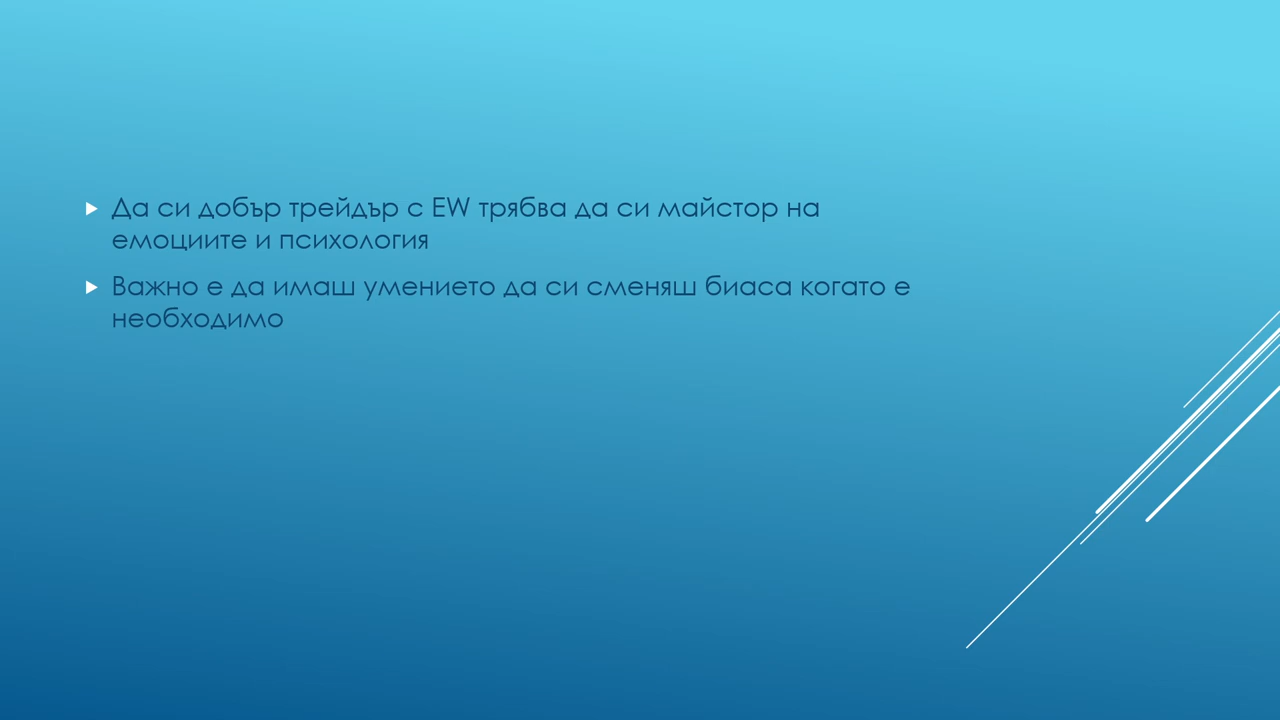 Да си добър трейдър с EW трябва да си майстор на
емоциите и психология
Важно е да имаш умението да си сменяш биаса когато е
необходимо